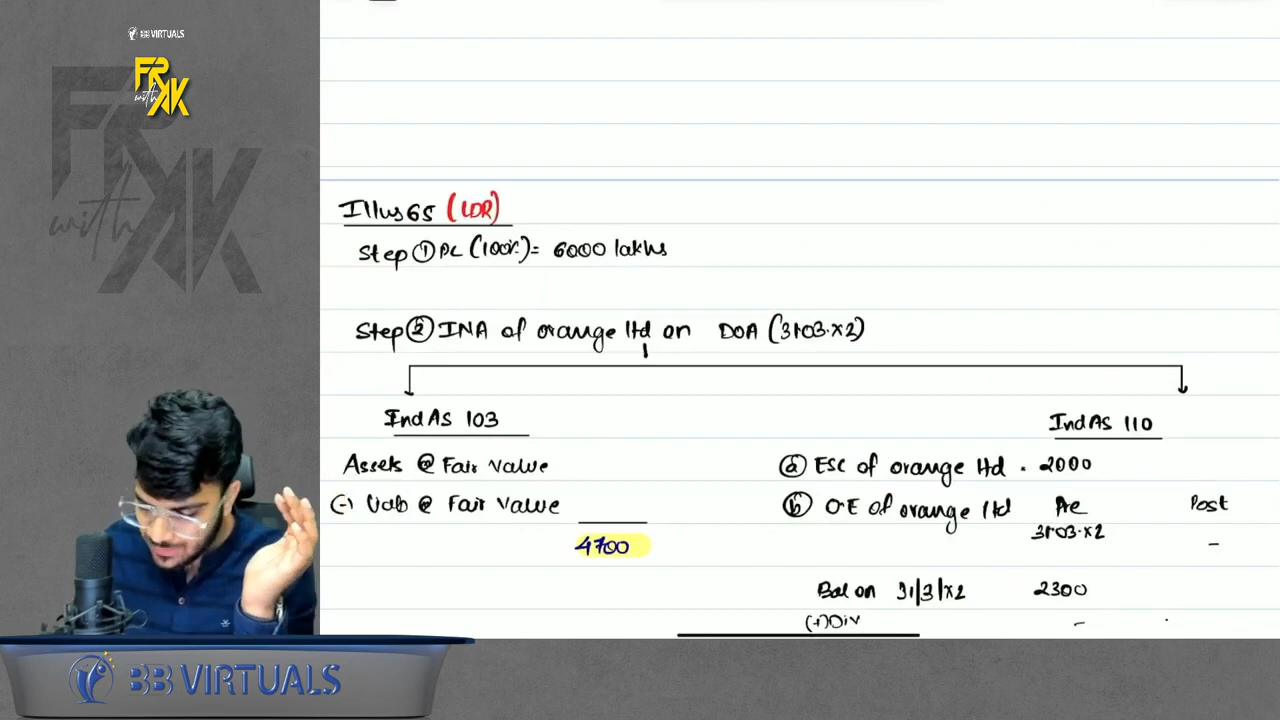 BB VIRTUALS
FR
with AK
FR
with AK
Illus 65 (LDR)
Step ① PC (100%) = 6000 lakhs
Step ② INA of orange ltd on DOA (31.03.X2)
Ind AS 103
Ind AS 110
Assets @ Fair Value
(-) Liab @ Fair Value
4700
ⓐ ESC of orange ltd. 2000
ⓑ O.E of orange ltd Pre Post
31.03.X2 –
Bal on 31/3/X2 2300
(+) Div –
BB VIRTUALS